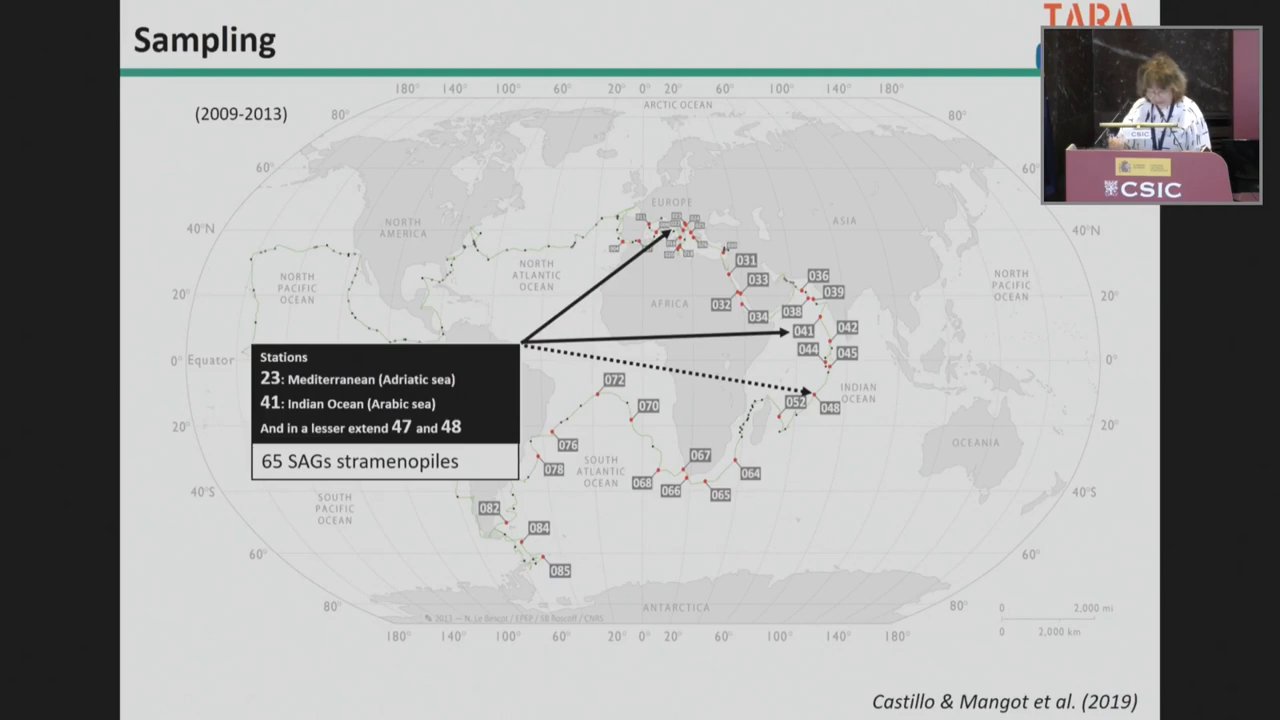 Sampling
TARA
(2009-2013)
180° 140° 100° 60° 20° 0° 20° 60° 100° 140° 180°
ARCTIC OCEAN
80° 80°
60° 60°
EUROPE
NORTH
AMERICA
ASIA
40°N 40°N
NORTH
PACIFIC
OCEAN
NORTH
ATLANTIC
OCEAN
NORTH
PACIFIC
OCEAN
031
033
036
039
20° 20°
AFRICA
032
034
038
041
042
044
045
0° Equator 0°
Stations
23: Mediterranean (Adriatic sea)
41: Indian Ocean (Arabic sea)
And in a lesser extend 47 and 48
65 SAGs stramenopiles
072
070
INDIAN
OCEAN
052
048
20° 20°
076
078
OCEANIA
SOUTH
ATLANTIC
OCEAN
067
068
066
065
064
40°S 40°S
SOUTH
PACIFIC
OCEAN
082
084
085
60° 60°
80° 80°
ANTARCTICA
0 2,000 mi
0 2,000 km
180° 140° 100° 60° 20° 0° 20° 60° 100° 140° 180°
Castillo & Mangot et al. (2019)
CSIC
CSIC